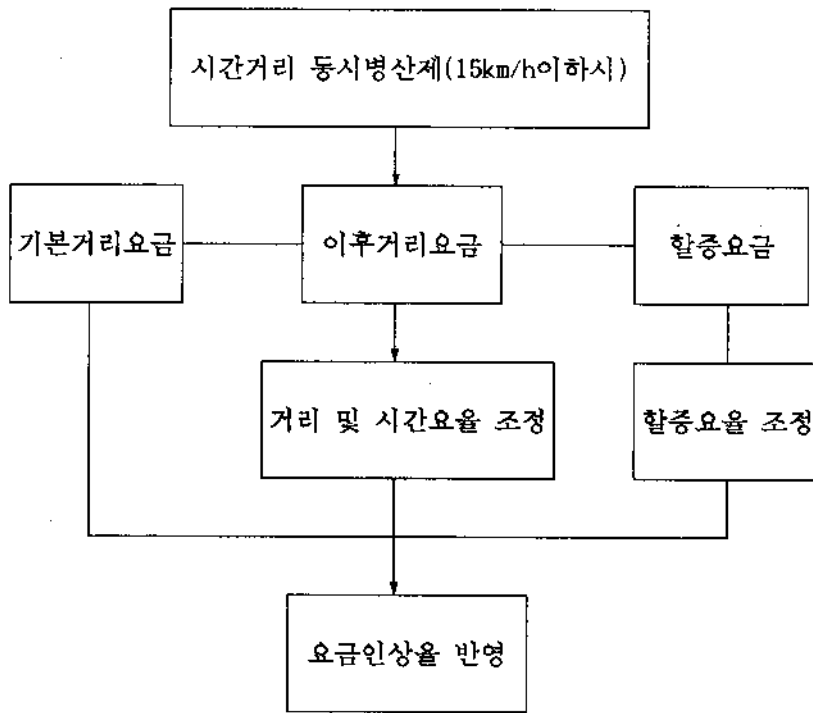 시간거리 동시병산제(15km/h이하시)
기본거리요금
이후거리요금
할증요금
거리 및 시간요율 조정
할증요율 조정
요금인상율 반영